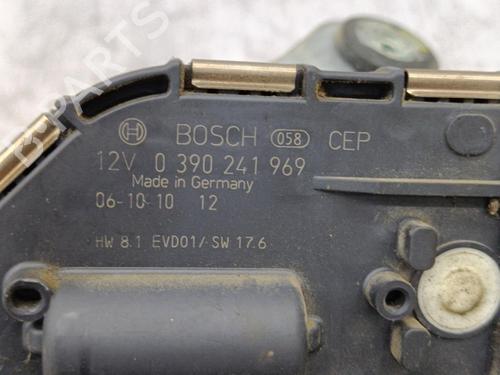 BOSCH 058 CEP
12V 0 390 241 969
Made in Germany
06-10-10 12
HW 8.1 EVD01/ SW 17.6
B-PARTS